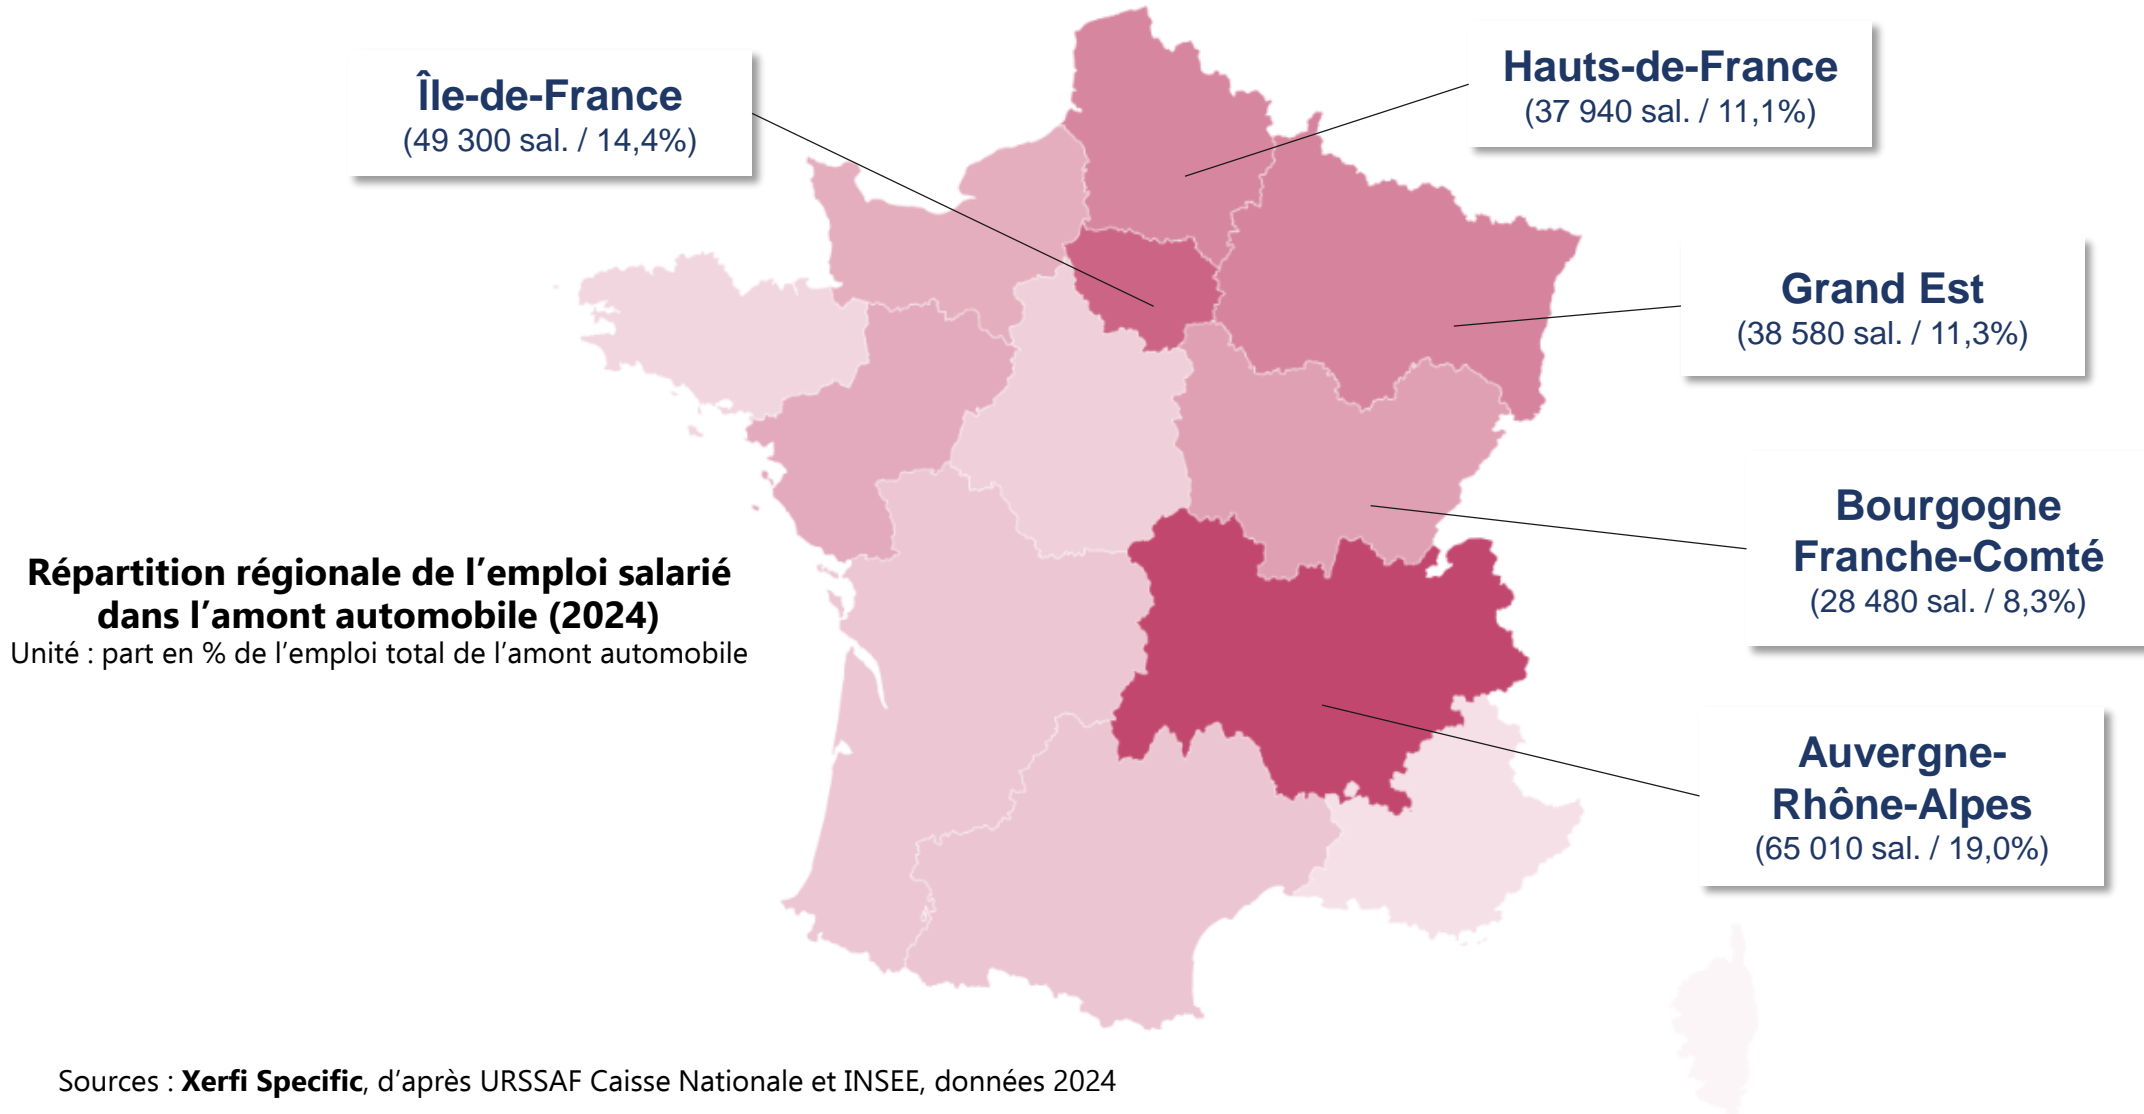 Hauts-de-France
(37 940 sal. / 11,1%)
Île-de-France
(49 300 sal. / 14,4%)
Grand Est
(38 580 sal. / 11,3%)
Bourgogne
Franche-Comté
(28 480 sal. / 8,3%)
Répartition régionale de l’emploi salarié
dans l’amont automobile (2024)
Unité : part en % de l’emploi total de l’amont automobile
Auvergne-
Rhône-Alpes
(65 010 sal. / 19,0%)
Sources : Xerfi Specific, d’après URSSAF Caisse Nationale et INSEE, données 2024